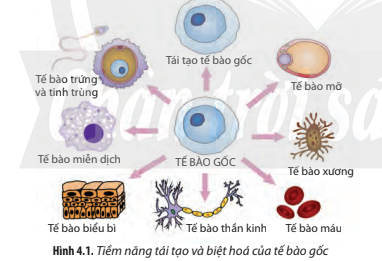 Tái tạo tế bào gốc
Tế bào trứng
và tinh trùng
Tế bào mỡ
Tế bào miễn dịch
TẾ BÀO GỐC
Tế bào xương
Tế bào biểu bì
Tế bào thần kinh
Tế bào máu
Hình 4.1. Tiềm năng tái tạo và biệt hoá của tế bào gốc